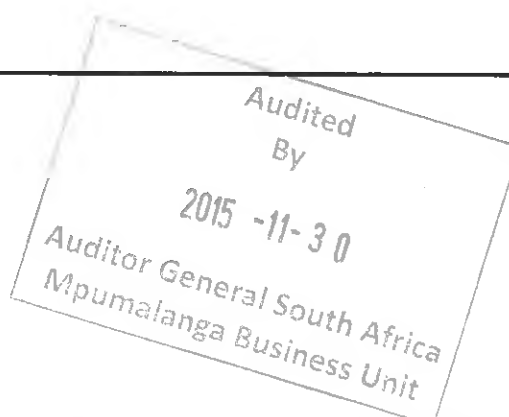 Audited
By
2015 -11- 30
Auditor General South Africa
Mpumalanga Business Unit